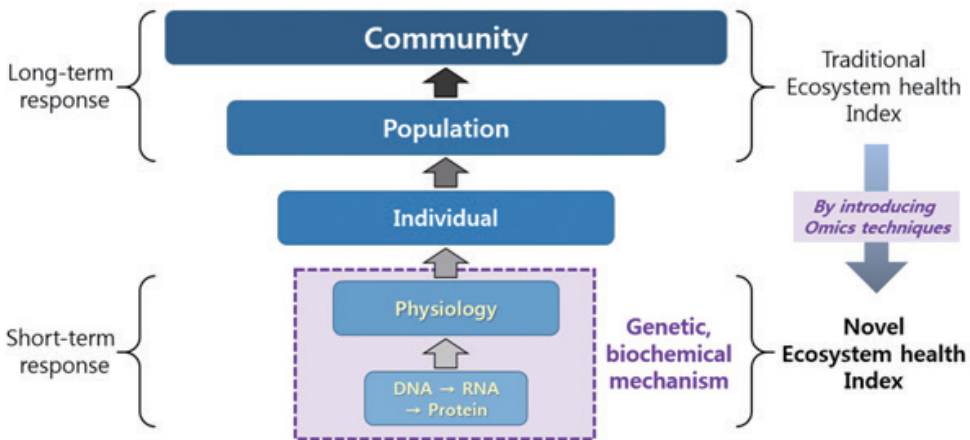 Community
Long-term
response
Traditional
Ecosystem health
Index
Population
By introducing
Omics techniques
Individual
Physiology
Short-term
response
Genetic,
biochemical
mechanism
Novel
Ecosystem health
Index
DNA → RNA
→ Protein